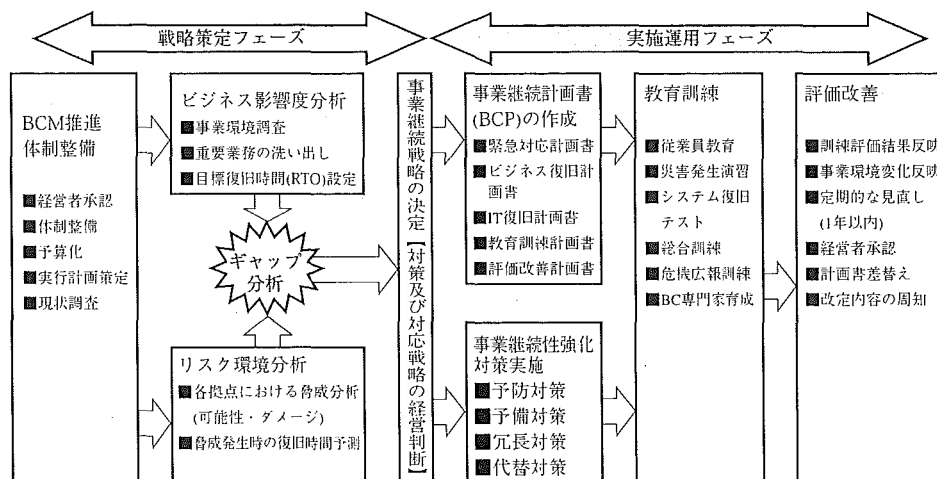 戦略策定フェーズ
実施運用フェーズ
BCM推進
体制整備
■経営者承認
■体制整備
■予算化
■実行計画策定
■現状調査
ビジネス影響度分析
■事業環境調査
■重要業務の洗い出し
■目標復旧時間(RTO)設定
ギャップ
分析
リスク環境分析
■各拠点における脅威分析
(可能性・ダメージ)
■脅威発生時の復旧時間予測
事業継続戦略の決定【対策及び対応戦略の経営判断】
事業継続計画書
(BCP)の作成
■緊急対応計画書
■ビジネス復旧計
画書
■IT復旧計画書
■教育訓練計画書
■評価改善計画書
事業継続性強化
対策実施
■予防対策
■予備対策
■冗長対策
■代替対策
教育訓練
■従業員教育
■災害発生演習
■システム復旧
テスト
■総合訓練
■危機広報訓練
■BC専門家育成
評価改善
■訓練評価結果反映
■事業環境変化反映
■定期的な見直し
(1年以内)
■経営者承認
■計画書差替え
■改定内容の周知